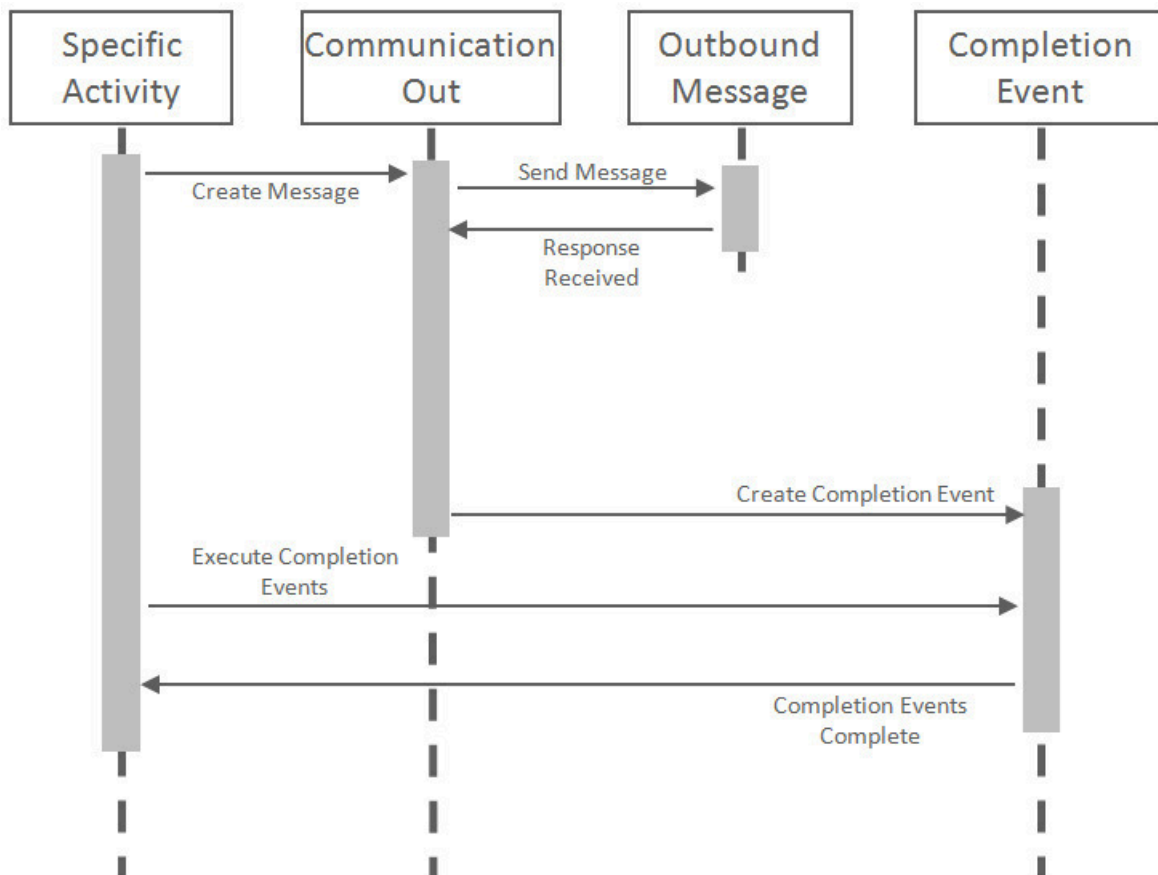 Specific
Activity
Communication
Out
Outbound
Message
Completion
Event
Create Message
Send Message
Response
Received
Create Completion Event
Execute Completion
Events
Completion Events
Complete